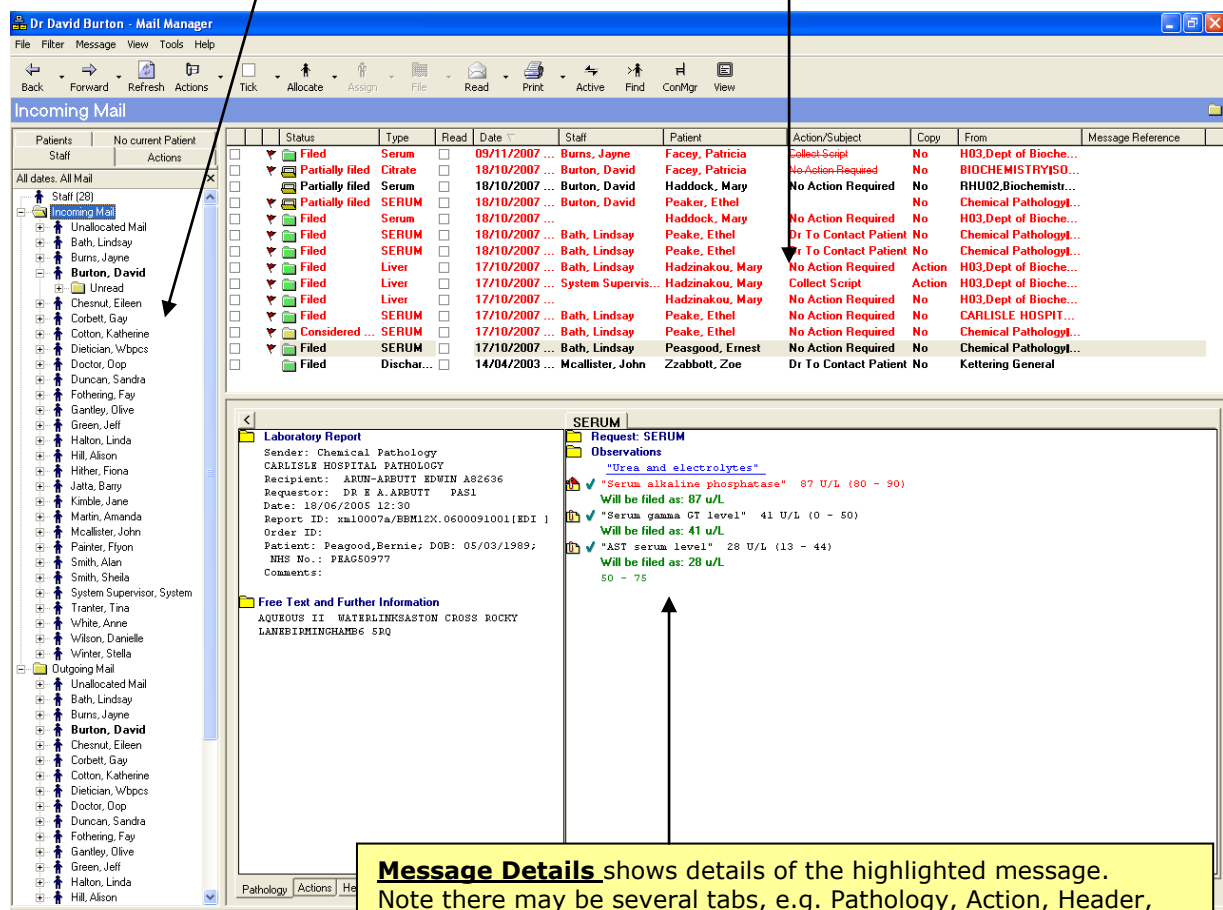 Dr David Burton - Mail Manager
File Filter Message View Tools Help
Back Forward Refresh Actions Tick Allocate Assign File Read Print Active Find ConMgr View
Incoming Mail
Patients No current Patient
Staff Actions
All dates. All Mail
Staff (28)
Incoming Mail
Unallocated Mail
Bath, Lindsay
Burns, Jayne
Burton, David
Unread
Chesnut, Eileen
Corbett, Gay
Cotton, Katherine
Dietician, Wbpcs
Doctor, Oop
Duncan, Sandra
Fothering, Fay
Gantley, Olive
Green, Jeff
Halton, Linda
Hill, Alison
Hither, Fiona
Jatta, Barry
Kimble, Jane
Martin, Amanda
Mcallister, John
Painter, Flyon
Smith, Alan
Smith, Sheila
System Supervisor, System
Tranter, Tina
White, Anne
Wilson, Danielle
Winter, Stella
Outgoing Mail
Unallocated Mail
Bath, Lindsay
Burns, Jayne
Burton, David
Chesnut, Eileen
Corbett, Gay
Cotton, Katherine
Dietician, Wbpcs
Doctor, Oop
Duncan, Sandra
Fothering, Fay
Gantley, Olive
Green, Jeff
Halton, Linda
Hill, Alison
Status Type Read Date Staff Patient Action/Subject Copy From Message Reference
Filed Serum 09/11/2007 ... Burns, Jayne Facey, Patricia Collect Script No H03,Dept of Bioche...
Partially filed Citrate 18/10/2007 ... Burton, David Facey, Patricia No Action Required No BIOCHEMISTRY|SO...
Partially filed Serum 18/10/2007 ... Burton, David Haddock, Mary No Action Required No RHU02,Biochemistr...
Partially filed SERUM 18/10/2007 ... Burton, David Peaker, Ethel No Chemical Pathology|...
Filed Serum 18/10/2007 ... Haddock, Mary No Action Required No H03,Dept of Bioche...
Filed SERUM 18/10/2007 ... Bath, Lindsay Peake, Ethel Dr To Contact Patient No Chemical Pathology|...
Filed SERUM 18/10/2007 ... Bath, Lindsay Peake, Ethel Dr To Contact Patient No Chemical Pathology|...
Filed Liver 17/10/2007 ... Bath, Lindsay Hadzinakou, Mary No Action Required Action H03,Dept of Bioche...
Filed Liver 17/10/2007 ... System Supervis... Hadzinakou, Mary Collect Script Action H03,Dept of Bioche...
Filed Liver 17/10/2007 ... Hadzinakou, Mary No Action Required No H03,Dept of Bioche...
Filed SERUM 17/10/2007 ... Bath, Lindsay Peake, Ethel No Action Required No CARLISLE HOSPIT...
Considered ... SERUM 17/10/2007 ... Bath, Lindsay Peake, Ethel No Action Required No Chemical Pathology|...
Filed SERUM 17/10/2007 ... Bath, Lindsay Peasgood, Ernest No Action Required No Chemical Pathology|...
Filed Dischar... 14/04/2003 ... Mcallister, John Zzabbott, Zoe Dr To Contact Patient No Kettering General
<
Laboratory Report
Sender: Chemical Pathology
CARLISLE HOSPITAL PATHOLOGY
Recipient: ARUN-ARBUTT EDWIN A82636
Requestor: DR E A.ARBUTT PAS1
Date: 18/06/2005 12:30
Report ID: xml0007a/BBM12X.0600091001[EDI ]
Order ID:
Patient: Peagood,Bernie; DOB: 05/03/1989;
NHS No.: PEAG50977
Comments:
Free Text and Further Information
AQUEOUS II WATERLINKSASTON CROSS ROCKY
LANEBIRMINGHAMB6 5RQ
Pathology Actions He
SERUM
Request: SERUM
Observations
"Urea and electrolytes"
"Serum alkaline phosphatase" 87 U/L (80 - 90)
Will be filed as: 87 u/L
"Serum gamma GT level" 41 U/L (0 - 50)
Will be filed as: 41 u/L
"AST serum level" 28 U/L (13 - 44)
Will be filed as: 28 u/L
50 - 75
Message Details shows details of the highlighted message.
Note there may be several tabs, e.g. Pathology, Action, Header,